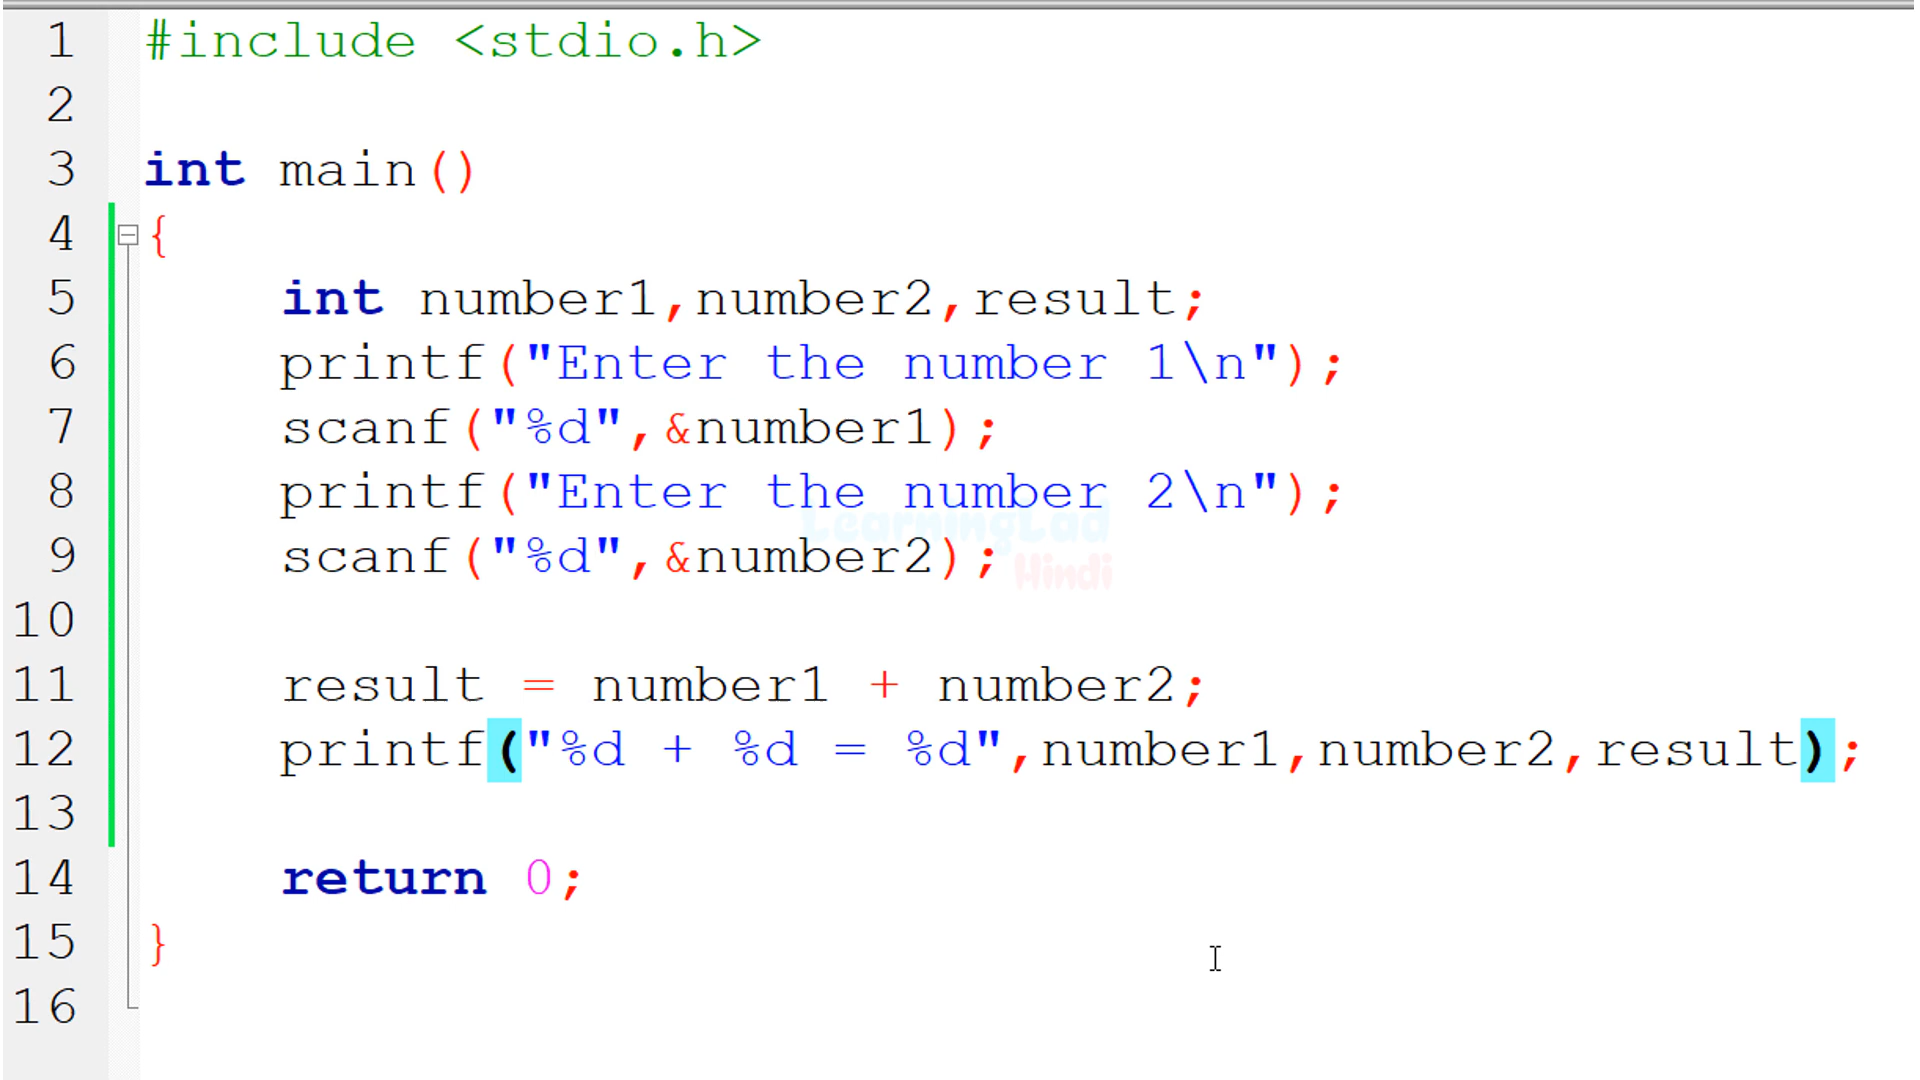 1 #include <stdio.h>
2
3 int main()
4 {
5 int number1,number2,result;
6 printf("Enter the number 1\n");
7 scanf("%d",&number1);
8 printf("Enter the number 2\n");
9 scanf("%d",&number2);
LearningLad
Hindi
10
11 result = number1 + number2;
12 printf("%d + %d = %d",number1,number2,result);
13
14 return 0;
15 }
16